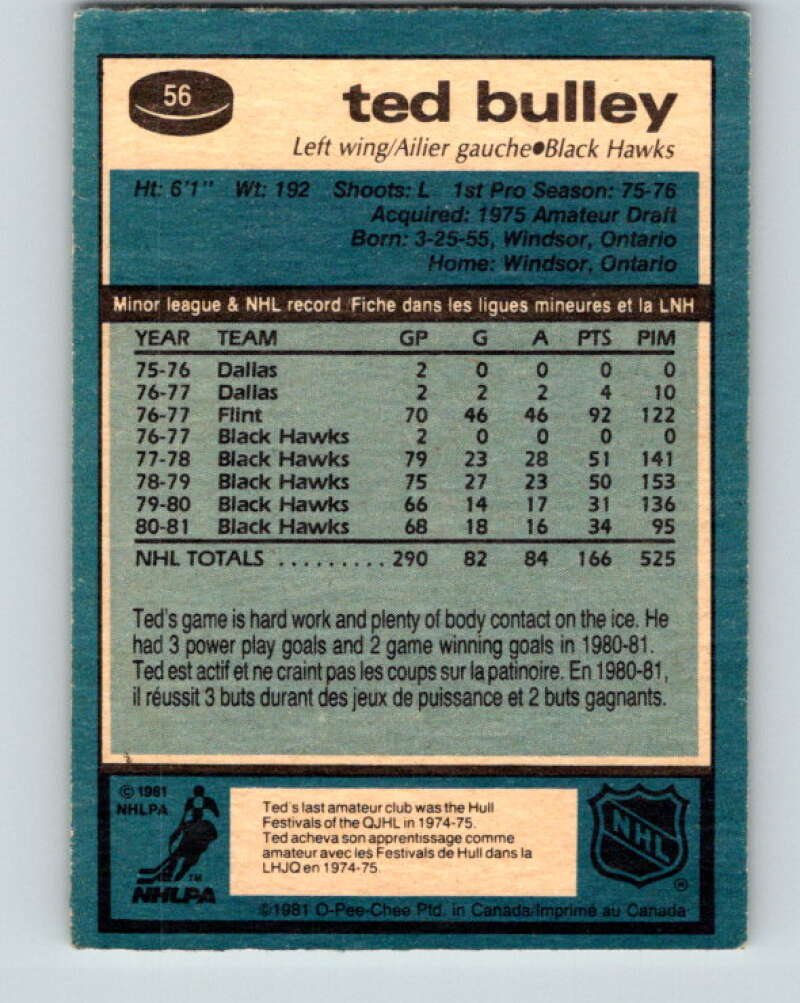 56
ted bulley
Left wing/Ailier gauche●Black Hawks
Ht: 6'1" Wt: 192 Shoots: L 1st Pro Season: 75-76
Acquired: 1975 Amateur Draft
Born: 3-25-55, Windsor, Ontario
Home: Windsor, Ontario
Minor league & NHL record/Fiche dans les ligues mineures et la LNH
YEAR TEAM GP G A PTS PIM
75-76 Dallas 2 0 0 0 0
76-77 Dallas 2 2 2 4 10
76-77 Flint 70 46 46 92 122
76-77 Black Hawks 2 0 0 0 0
77-78 Black Hawks 79 23 28 51 141
78-79 Black Hawks 75 27 23 50 153
79-80 Black Hawks 66 14 17 31 136
80-81 Black Hawks 68 18 16 34 95
NHL TOTALS .......... 290 82 84 166 525
Ted's game is hard work and plenty of body contact on the ice. He
had 3 power play goals and 2 game winning goals in 1980-81.
Ted est actif et ne craint pas les coups sur la patinoire. En 1980-81,
il réussit 3 buts durant des jeux de puissance et 2 buts gagnants.
© 1981
NHLPA
TM
NHLPA
Ted's last amateur club was the Hull
Festivals of the QJHL in 1974-75.
Ted acheva son apprentissage comme
amateur avec les Festivals de Hull dans la
LHJQ en 1974-75.
NHL
®
©1981 O-Pee-Chee Ptd. in Canada/Imprimé au Canada